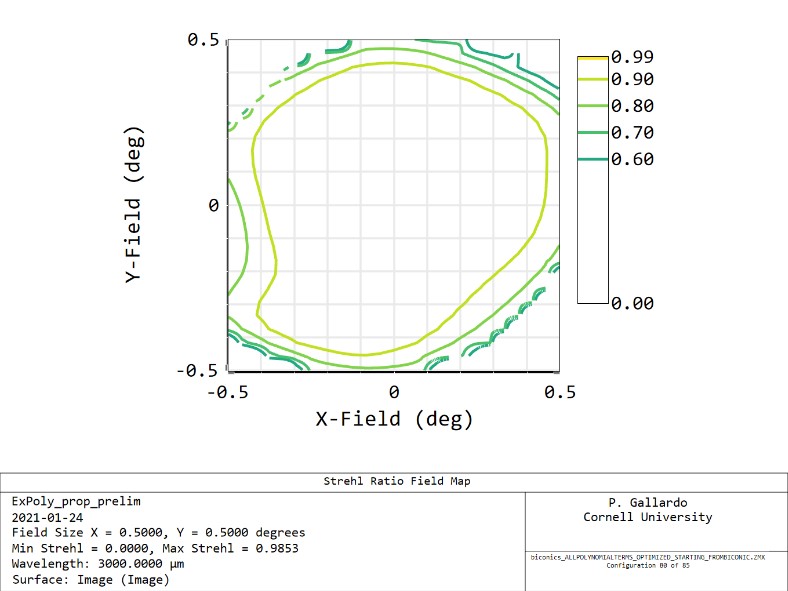 0.5
0
-0.5
Y-Field (deg)
-0.5
0
0.5
X-Field (deg)
0.99
0.90
0.80
0.70
0.60
0.00
Strehl Ratio Field Map
ExPoly_prop_prelim
2021-01-24
Field Size X = 0.5000, Y = 0.5000 degrees
Min Strehl = 0.0000, Max Strehl = 0.9853
Wavelength: 3000.0000 µm
Surface: Image (Image)
P. Gallardo
Cornell University
biconics_ALLPOLYNOMIALTERMS_OPTIMIZED_STARTING_FROMBICONIC.ZMX
Configuration 80 of 85